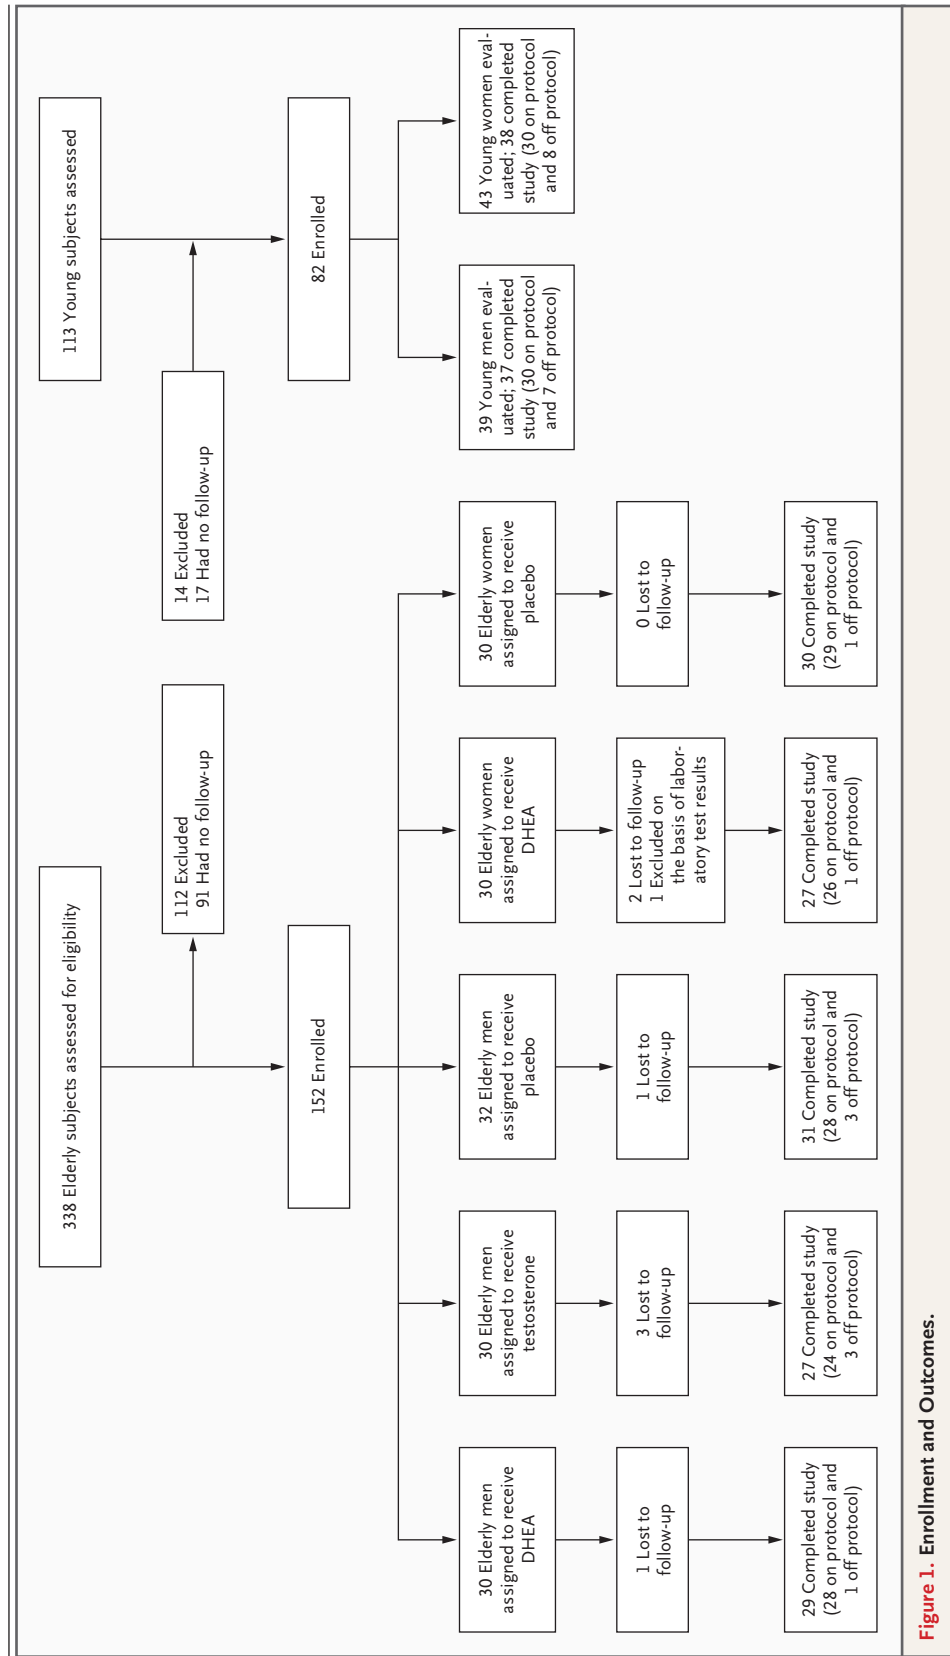 338 Elderly subjects assessed for eligibility
112 Excluded
91 Had no follow-up
152 Enrolled
30 Elderly men
assigned to receive
DHEA
1 Lost to
follow-up
29 Completed study
(28 on protocol and
1 off protocol)
30 Elderly men
assigned to receive
testosterone
3 Lost to
follow-up
27 Completed study
(24 on protocol and
3 off protocol)
32 Elderly men
assigned to receive
placebo
1 Lost to
follow-up
31 Completed study
(28 on protocol and
3 off protocol)
30 Elderly women
assigned to receive
DHEA
2 Lost to follow-up
1 Excluded on
the basis of labor-
atory test results
27 Completed study
(26 on protocol and
1 off protocol)
30 Elderly women
assigned to receive
placebo
0 Lost to
follow-up
30 Completed study
(29 on protocol and
1 off protocol)
113 Young subjects assessed
14 Excluded
17 Had no follow-up
82 Enrolled
39 Young men eval-
uated; 37 completed
study (30 on protocol
and 7 off protocol)
43 Young women eval-
uated; 38 completed
study (30 on protocol
and 8 off protocol)
Figure 1. Enrollment and Outcomes.